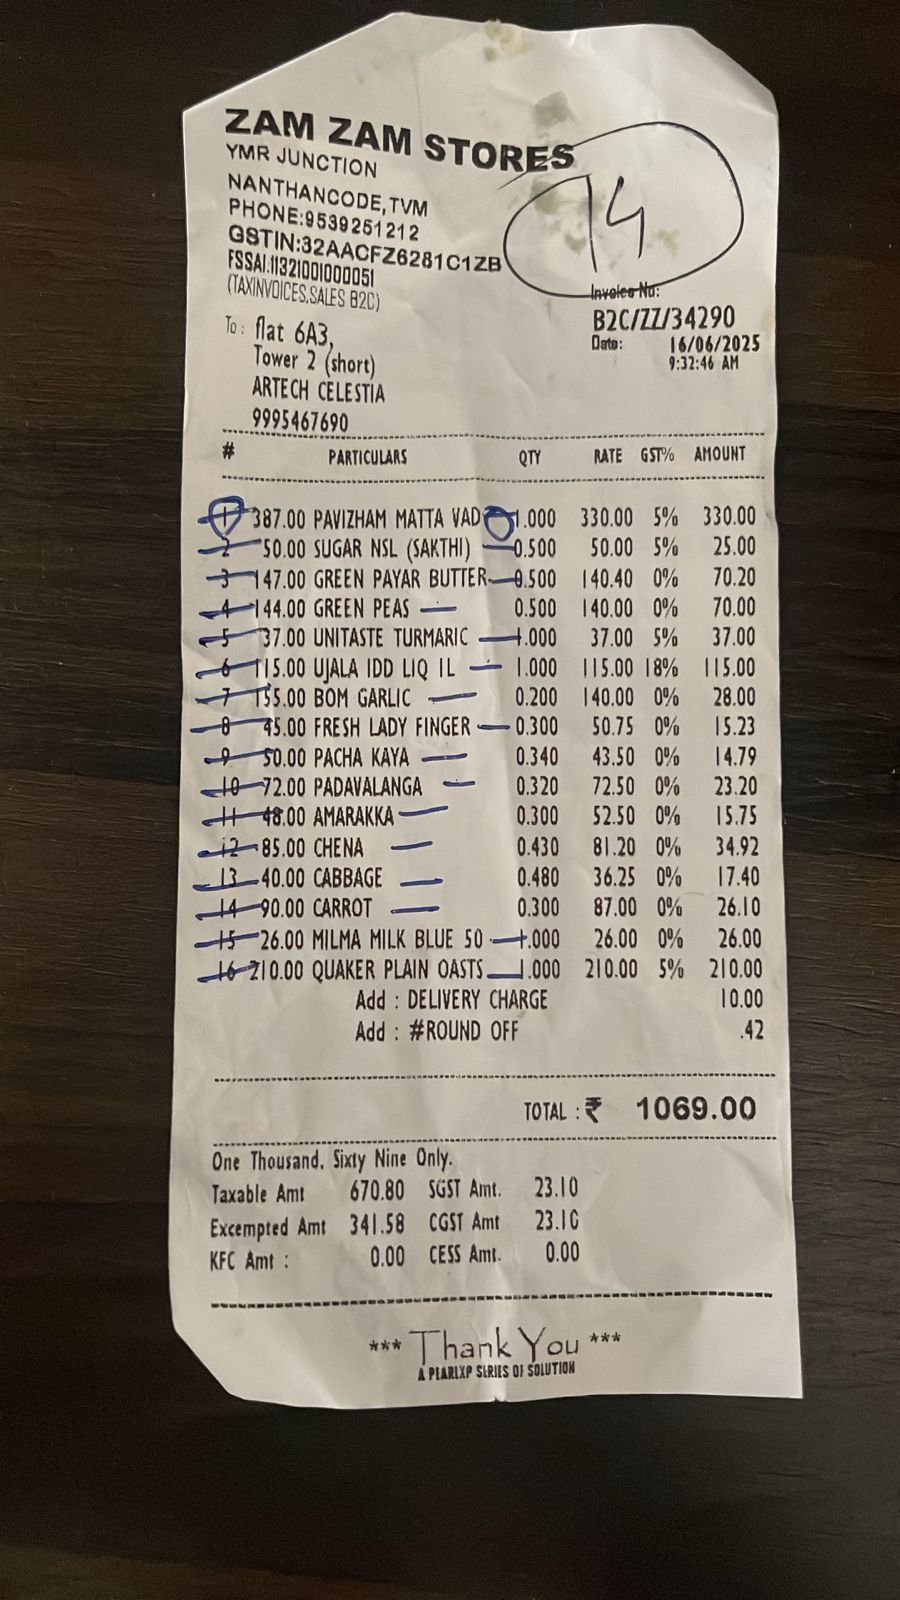 ZAM ZAM STORES
YMR JUNCTION
NANTHANCODE,TVM
PHONE:9539251212
GSTIN:32AACFZ6281C1ZB
FSSAI.11321001000051
(TAXINVOICES,SALES B2C)
14
Invoice No:
B2C/ZZ/34290
Date: 16/06/2025
9:32:46 AM
To: flat 6A3,
Tower 2 (short)
ARTECH CELESTIA
9995467690
# PARTICULARS QTY RATE GST% AMOUNT
1 387.00 PAVIZHAM MATTA VAD 1.000 330.00 5% 330.00
2 50.00 SUGAR NSL (SAKTHI) 0.500 50.00 5% 25.00
3 147.00 GREEN PAYAR BUTTER 0.500 140.40 0% 70.20
4 144.00 GREEN PEAS 0.500 140.00 0% 70.00
5 37.00 UNITASTE TURMARIC 1.000 37.00 5% 37.00
6 115.00 UJALA IDD LIQ 1L 1.000 115.00 18% 115.00
7 155.00 BOM GARLIC 0.200 140.00 0% 28.00
8 45.00 FRESH LADY FINGER 0.300 50.75 0% 15.23
9 50.00 PACHA KAYA 0.340 43.50 0% 14.79
10 72.00 PADAVALANGA 0.320 72.50 0% 23.20
11 48.00 AMARAKKA 0.300 52.50 0% 15.75
12 85.00 CHENA 0.430 81.20 0% 34.92
13 40.00 CABBAGE 0.480 36.25 0% 17.40
14 90.00 CARROT 0.300 87.00 0% 26.10
15 26.00 MILMA MILK BLUE 50 1.000 26.00 0% 26.00
16 210.00 QUAKER PLAIN OASTS 1.000 210.00 5% 210.00
Add : DELIVERY CHARGE 10.00
Add : #ROUND OFF .42
TOTAL : ₹ 1069.00
One Thousand, Sixty Nine Only.
Taxable Amt 670.80 SGST Amt. 23.10
Excempted Amt 341.58 CGST Amt 23.10
KFC Amt : 0.00 CESS Amt. 0.00
*** Thank You ***
A PEARLXP SERIES OF SOLUTION